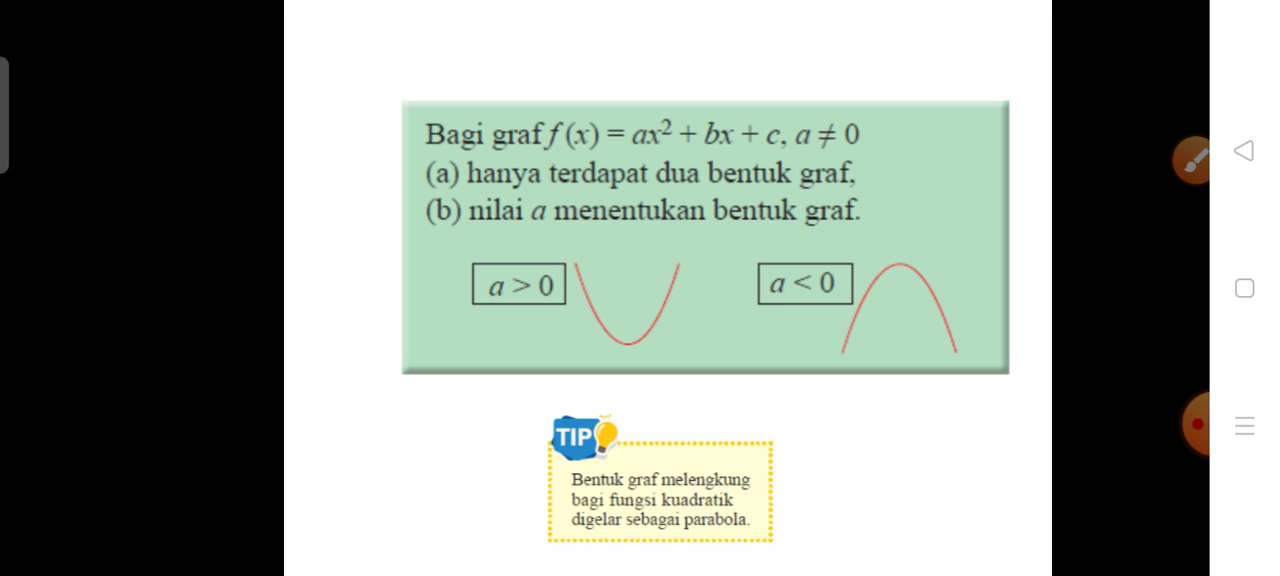 Bagi graf f(x) = ax² + bx + c, a ≠ 0
(a) hanya terdapat dua bentuk graf,
(b) nilai a menentukan bentuk graf.
a > 0
a < 0
TIP
Bentuk graf melengkung
bagi fungsi kuadratik
digelar sebagai parabola.